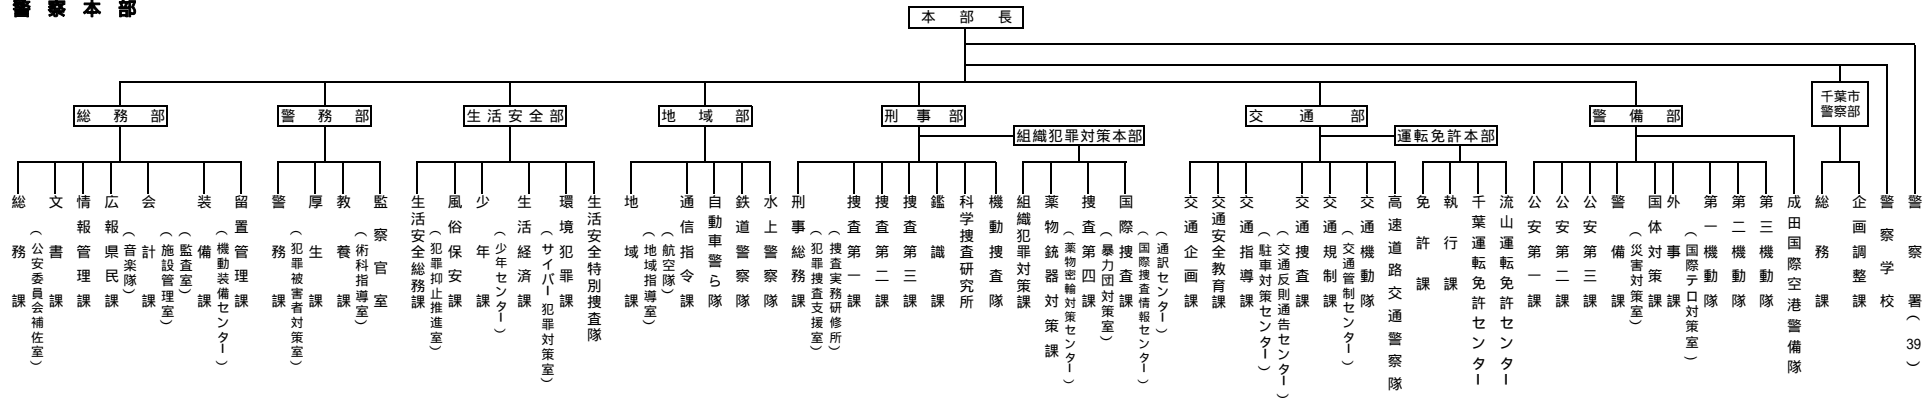 警察本部
本部長
総務部
警務部
生活安全部
地域部
刑事部
交通部
警備部
千葉市
警察部
組織犯罪対策本部
運転免許本部
総務課
(公安委員会補佐室)
文書課
情報管理課
広報県民課
(音楽隊)
会計課
(施設管理室)
(監査室)
装備課
(機動装備センター)
留置管理課
警務課
(犯罪被害者対策室)
厚生課
教養課
(術科指導室)
監察官室
生活安全総務課
(犯罪抑止推進室)
風俗保安課
少年課
(少年センター)
生活経済課
(サイバー犯罪対策室)
環境犯罪課
生活安全特別捜査隊
地域課
(地域指導室)
(航空隊)
通信指令課
自動車警ら隊
鉄道警察隊
水上警察隊
刑事総務課
(犯罪捜査支援室)
(捜査実務研修所)
捜査第一課
捜査第二課
捜査第三課
鑑識課
科学捜査研究所
機動捜査隊
組織犯罪対策課
薬物銃器対策課
(薬物密輸対策センター)
捜査第四課
(暴力団対策室)
国際捜査課
(国際捜査情報センター)
(通訳センター)
交通企画課
交通安全教育課
交通指導課
(駐車対策センター)
(交通反則通告センター)
交通捜査課
交通規制課
(交通管制センター)
交通機動隊
高速道路交通警察隊
免許課
執行課
千葉運転免許センター
流山運転免許センター
公安第一課
公安第二課
公安第三課
警備課
(災害対策室)
国体対策課
外事課
(国際テロ対策室)
第一機動隊
第二機動隊
第三機動隊
成田国際空港警備隊
総務課
企画調整課
警察学校
警察署(39)